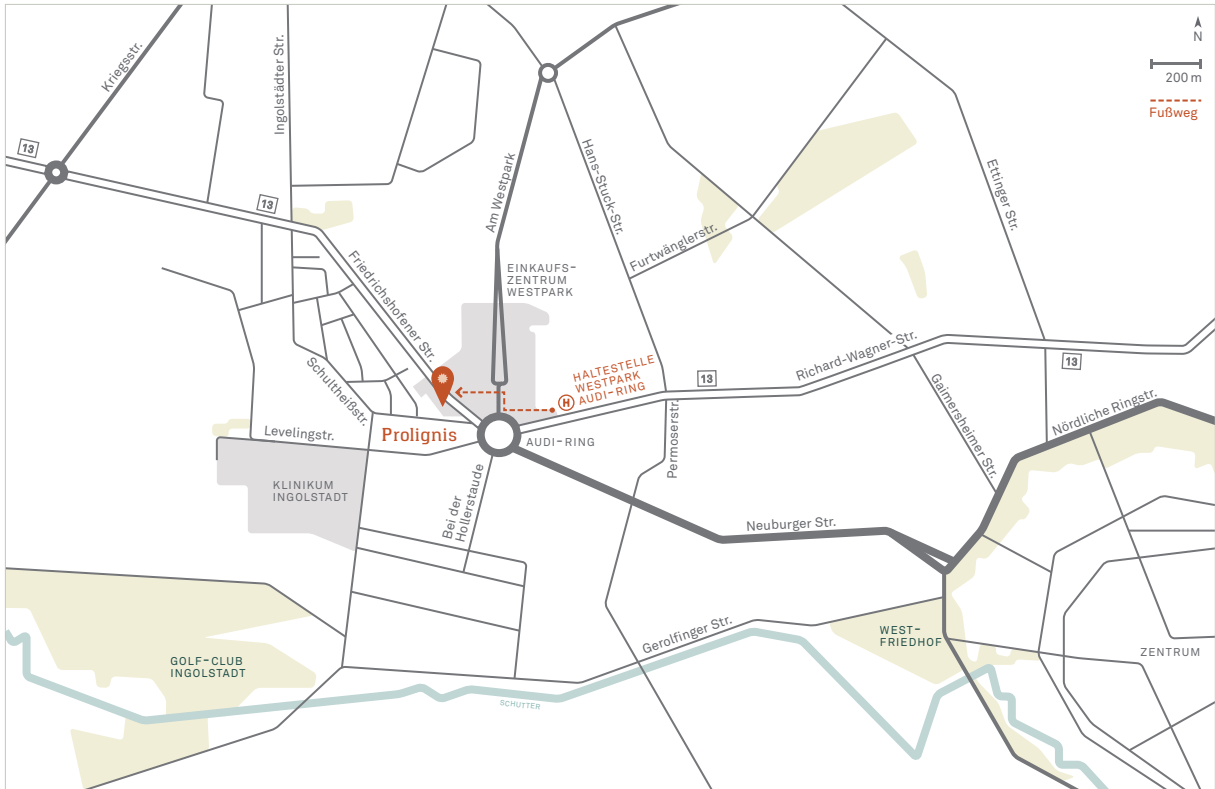 N
200 m
Fußweg
Kriegsstr.
Ingolstädter Str.
13
13
Am Westpark
Hans-Stuck-Str.
Ettinger Str.
Furtwänglerstr.
Friedrichshofener Str.
EINKAUFS-
ZENTRUM
WESTPARK
HALTESTELLE
WESTPARK
AUDI-RING
H
13
Richard-Wagner-Str.
13
Schultheißstr.
Gaimersheimer Str.
Nördliche Ringstr.
Levelingstr.
Prolignis
AUDI-RING
Permoserstr.
KLINIKUM
INGOLSTADT
Bei der
Hollerstaude
Neuburger Str.
Gerolfinger Str.
WEST-
FRIEDHOF
ZENTRUM
GOLF-CLUB
INGOLSTADT
SCHUTTER